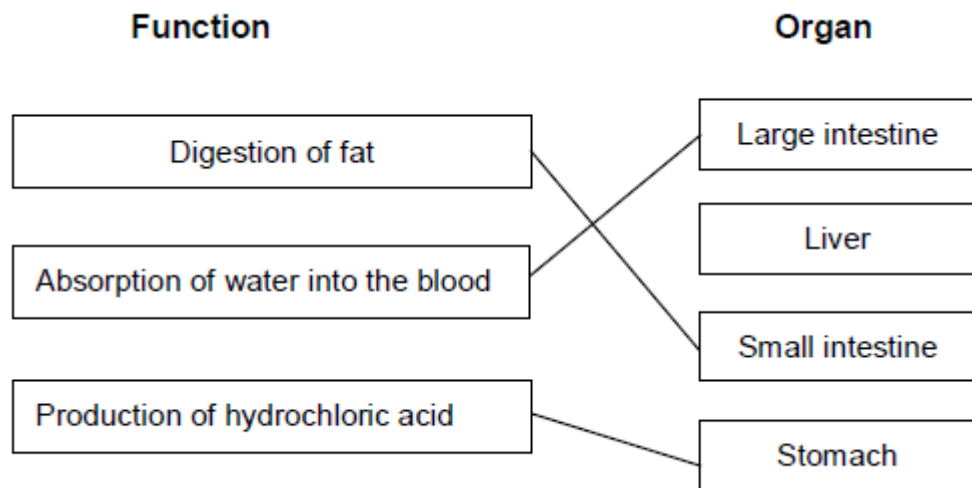 Function
Organ
Digestion of fat
Large intestine
Liver
Absorption of water into the blood
Small intestine
Production of hydrochloric acid
Stomach